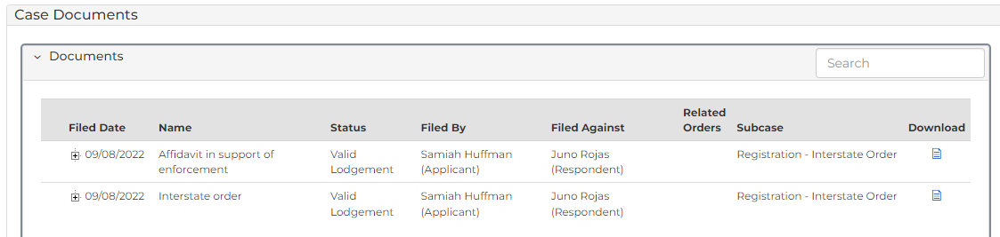 Case Documents
Documents
Search
Filed Date Name Status Filed By Filed Against Related Orders Subcase Download
09/08/2022 Affidavit in support of Valid Samiah Huffman Juno Rojas Registration - Interstate Order
enforcement Lodgement (Applicant) (Respondent)
09/08/2022 Interstate order Valid Samiah Huffman Juno Rojas Registration - Interstate Order
Lodgement (Applicant) (Respondent)